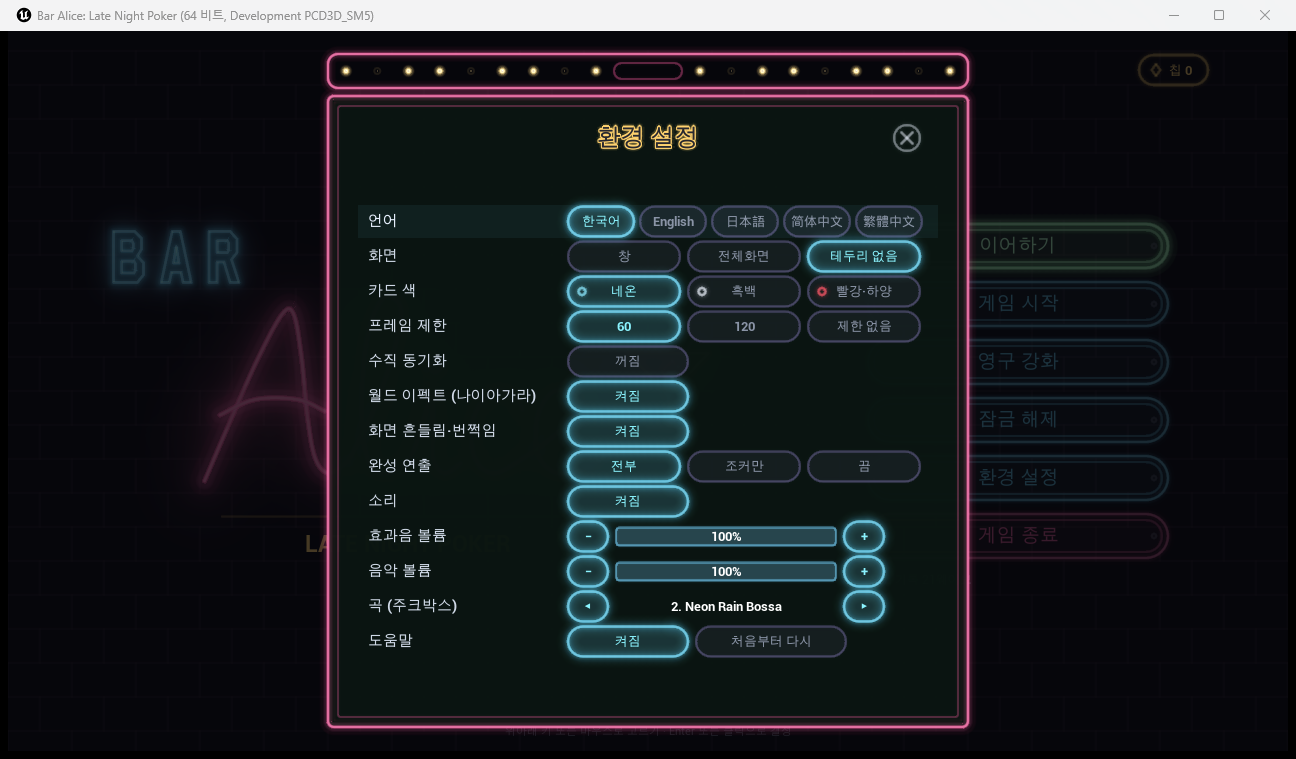 Bar Alice: Late Night Poker (64 비트, Development PCD3D_SM5)
칩 0
환경 설정
언어 한국어 English 日本語 简体中文 繁體中文
화면 창 전체화면 테두리 없음
카드 색 네온 흑백 빨강·하양
프레임 제한 60 120 제한 없음
수직 동기화 꺼짐
월드 이펙트 (나이아가라) 켜짐
화면 흔들림·번쩍임 켜짐
완성 연출 전부 조커만 끔
소리 켜짐
효과음 볼륨 - 100% +
음악 볼륨 - 100% +
곡 (주크박스) ◂ 2. Neon Rain Bossa ▸
도움말 켜짐 처음부터 다시
BAR
A
LA
이어하기
게임 시작
영구 강화
잠금 해제
환경 설정
게임 종료